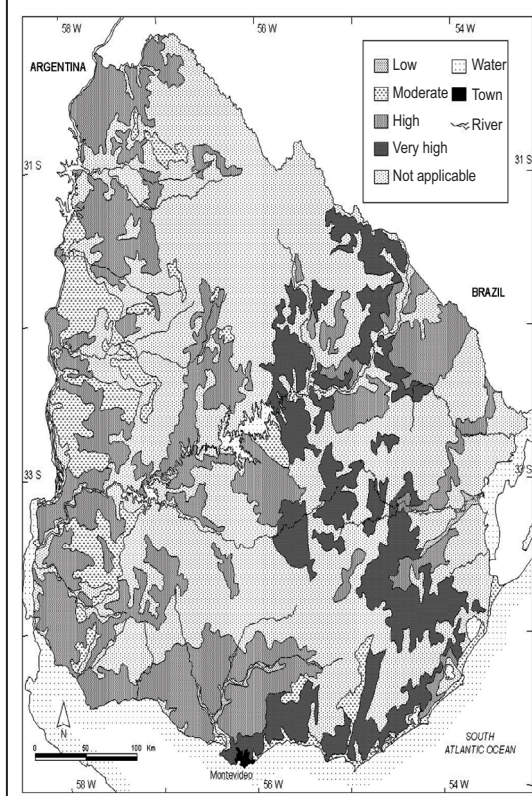 58 W 56 W 54 W
ARGENTINA
Low Water
Moderate Town
High River
Very high
Not applicable
31 S 31 S
BRAZIL
33 S
N
0 50 100 Km
Montevideo
SOUTH
ATLANTIC OCEAN
58 W 56 W 54 W